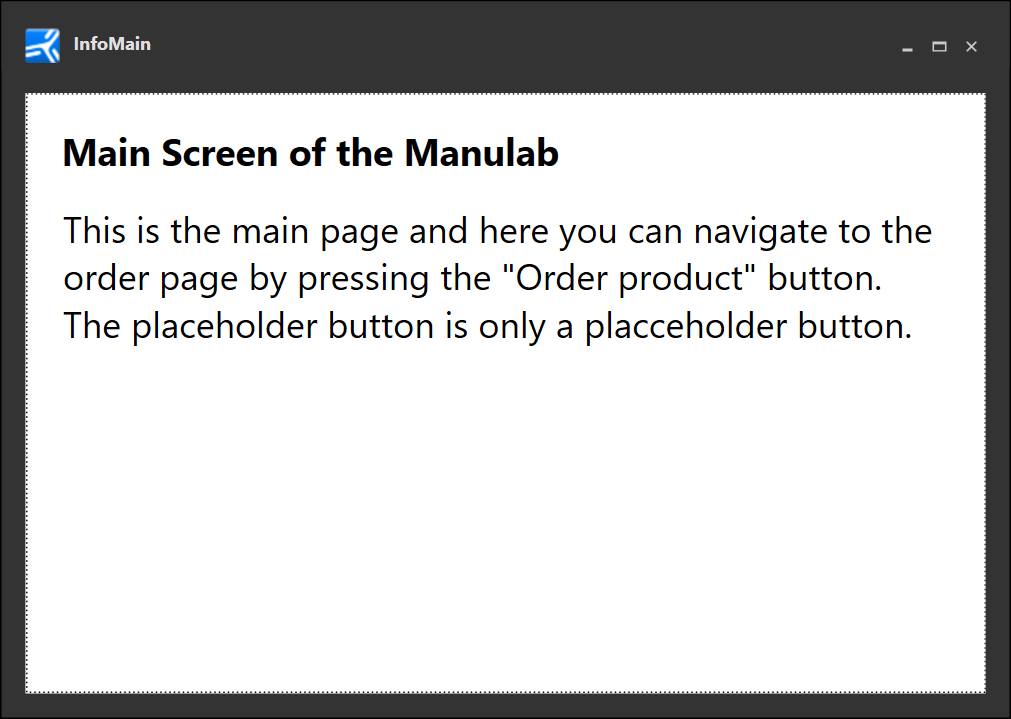 InfoMain
Main Screen of the Manulab
This is the main page and here you can navigate to the
order page by pressing the "Order product" button.
The placeholder button is only a placceholder button.